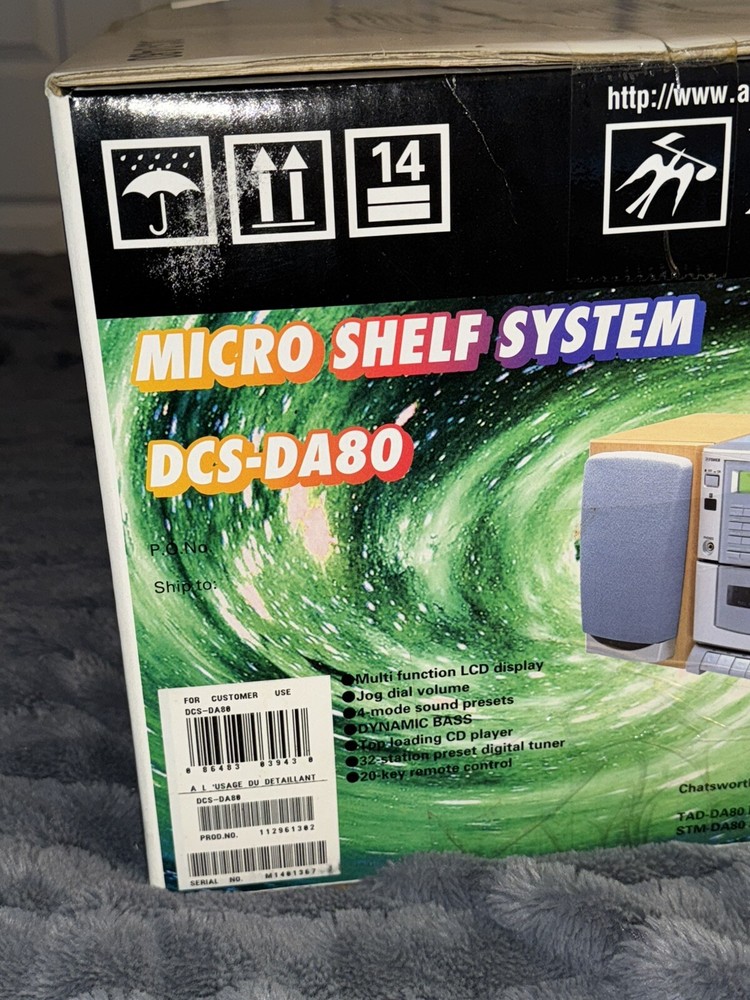 http://www.a
14
MICRO SHELF SYSTEM
DCS-DA80
P.O.No
Ship to:
●Multi function LCD display
●Jog dial volume
●4-mode sound presets
●DYNAMIC BASS
●Top loading CD player
●32-station preset digital tuner
●20-key remote control
FOR CUSTOMER USE
DCS-DA80
0 86483 03943 0
A L 'USAGE DU DETAILLANT
DCS-DA80
PROD.NO. 112961302
SERIAL NO. M1401367
Chatsworth
TAD-DA80
STM-DA80